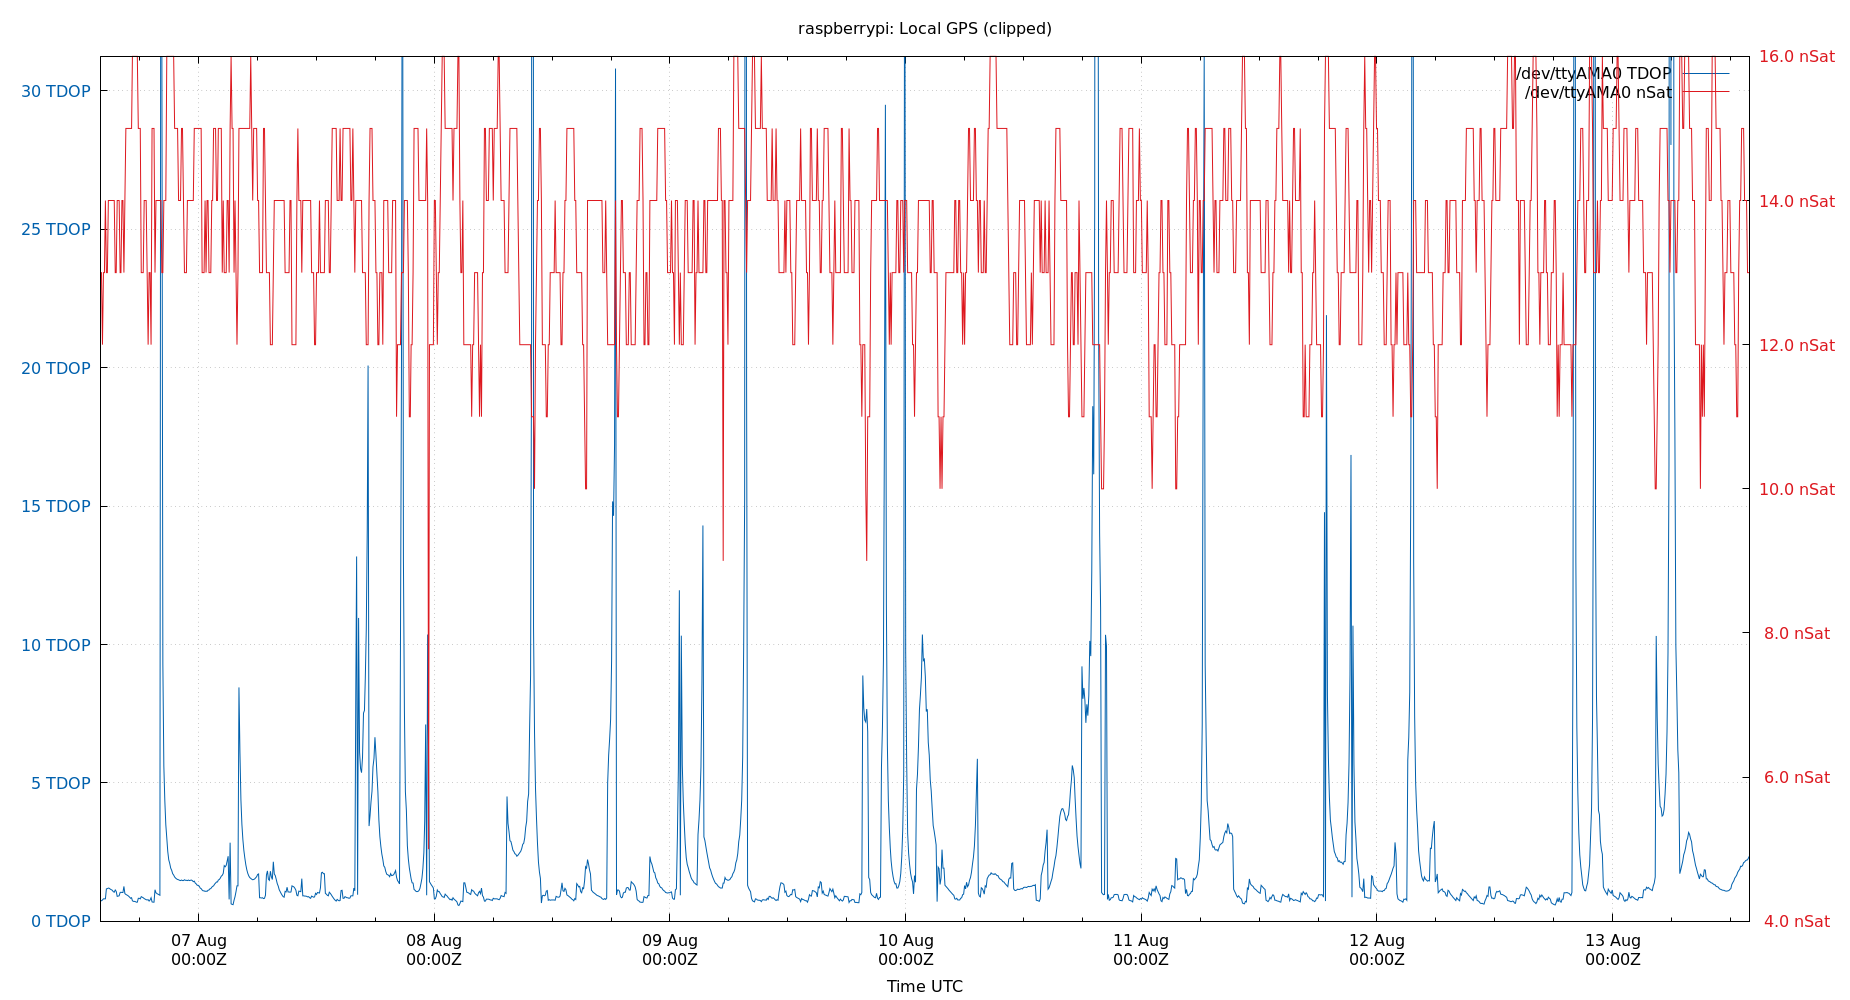 raspberrypi: Local GPS (clipped)
30 TDOP
25 TDOP
20 TDOP
15 TDOP
10 TDOP
5 TDOP
0 TDOP
16.0 nSat
14.0 nSat
12.0 nSat
10.0 nSat
8.0 nSat
6.0 nSat
4.0 nSat
/dev/ttyAMA0 TDOP
/dev/ttyAMA0 nSat
07 Aug
00:00Z
08 Aug
00:00Z
09 Aug
00:00Z
10 Aug
00:00Z
11 Aug
00:00Z
12 Aug
00:00Z
13 Aug
00:00Z
Time UTC